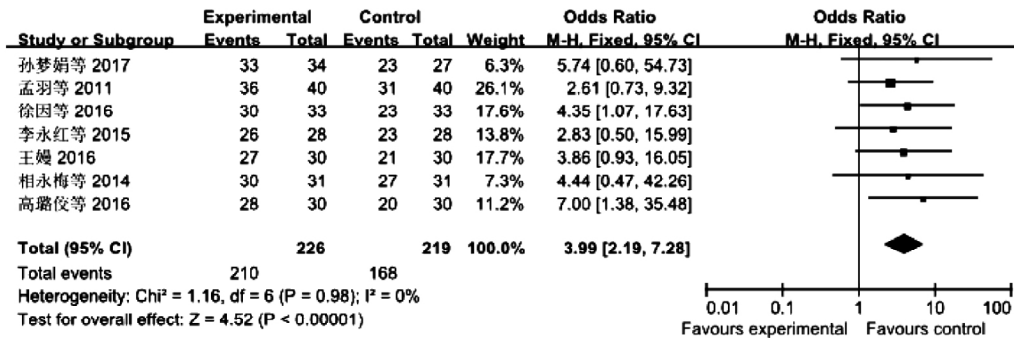 Experimental Control Odds Ratio Odds Ratio
Study or Subgroup Events Total Events Total Weight M-H, Fixed, 95% CI M-H, Fixed, 95% CI
孙梦娟等 2017 33 34 23 27 6.3% 5.74 [0.60, 54.73]
孟羽等 2011 36 40 31 40 26.1% 2.61 [0.73, 9.32]
徐因等 2016 30 33 23 33 17.6% 4.35 [1.07, 17.63]
李永红等 2015 26 28 23 28 13.8% 2.83 [0.50, 15.99]
王嫚 2016 27 30 21 30 17.7% 3.86 [0.93, 16.05]
相永梅等 2014 30 31 27 31 7.3% 4.44 [0.47, 42.26]
高璐佼等 2016 28 30 20 30 11.2% 7.00 [1.38, 35.48]
Total (95% CI) 226 219 100.0% 3.99 [2.19, 7.28]
Total events 210 168
Heterogeneity: Chi² = 1.16, df = 6 (P = 0.98); I² = 0%
Test for overall effect: Z = 4.52 (P < 0.00001)
0.01 0.1 1 10 100
Favours experimental Favours control